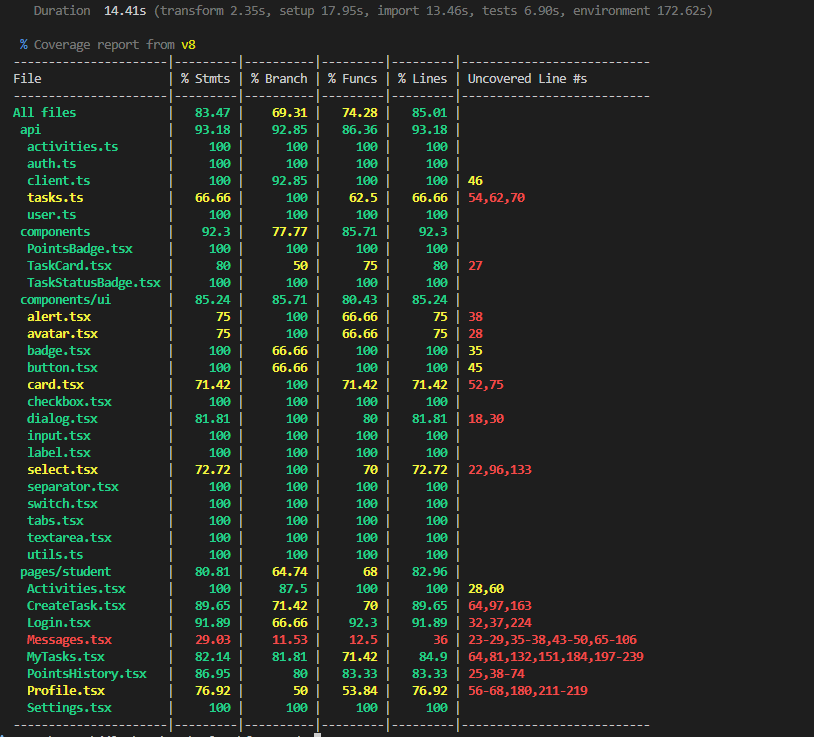 Duration  14.41s (transform 2.35s, setup 17.95s, import 13.46s, tests 6.90s, environment 172.62s)
% Coverage report from v8
----------------------|---------|----------|---------|---------|---------------------------
File                  | % Stmts | % Branch | % Funcs | % Lines | Uncovered Line #s
----------------------|---------|----------|---------|---------|---------------------------
All files             |   83.47 |    69.31 |   74.28 |   85.01 |
 api                  |   93.18 |    92.85 |   86.36 |   93.18 |
  activities.ts       |     100 |      100 |     100 |     100 |
  auth.ts             |     100 |      100 |     100 |     100 |
  client.ts           |     100 |    92.85 |     100 |     100 | 46
  tasks.ts            |   66.66 |      100 |    62.5 |   66.66 | 54,62,70
  user.ts             |     100 |      100 |     100 |     100 |
 components           |    92.3 |    77.77 |   85.71 |    92.3 |
  PointsBadge.tsx     |     100 |      100 |     100 |     100 |
  TaskCard.tsx        |      80 |       50 |      75 |      80 | 27
  TaskStatusBadge.tsx |     100 |      100 |     100 |     100 |
 components/ui        |   85.24 |    85.71 |   80.43 |   85.24 |
  alert.tsx           |      75 |      100 |   66.66 |      75 | 38
  avatar.tsx          |      75 |      100 |   66.66 |      75 | 28
  badge.tsx           |     100 |    66.66 |     100 |     100 | 35
  button.tsx          |     100 |    66.66 |     100 |     100 | 45
  card.tsx            |   71.42 |      100 |   71.42 |   71.42 | 52,75
  checkbox.tsx        |     100 |      100 |     100 |     100 |
  dialog.tsx          |   81.81 |      100 |      80 |   81.81 | 18,30
  input.tsx           |     100 |      100 |     100 |     100 |
  label.tsx           |     100 |      100 |     100 |     100 |
  select.tsx          |   72.72 |      100 |      70 |   72.72 | 22,96,133
  separator.tsx       |     100 |      100 |     100 |     100 |
  switch.tsx          |     100 |      100 |     100 |     100 |
  tabs.tsx            |     100 |      100 |     100 |     100 |
  textarea.tsx        |     100 |      100 |     100 |     100 |
  utils.ts            |     100 |      100 |     100 |     100 |
 pages/student        |   80.81 |    64.74 |      68 |   82.96 |
  Activities.tsx      |     100 |     87.5 |     100 |     100 | 28,60
  CreateTask.tsx      |   89.65 |    71.42 |      70 |   89.65 | 64,97,163
  Login.tsx           |   91.89 |    66.66 |    92.3 |   91.89 | 32,37,224
  Messages.tsx        |   29.03 |    11.53 |    12.5 |      36 | 23-29,35-38,43-50,65-106
  MyTasks.tsx         |   82.14 |    81.81 |   71.42 |    84.9 | 64,81,132,151,184,197-239
  PointsHistory.tsx   |   86.95 |       80 |   83.33 |   83.33 | 25,38-74
  Profile.tsx         |   76.92 |       50 |   53.84 |   76.92 | 56-68,180,211-219
  Settings.tsx        |     100 |      100 |     100 |     100 |
----------------------|---------|----------|---------|---------|---------------------------